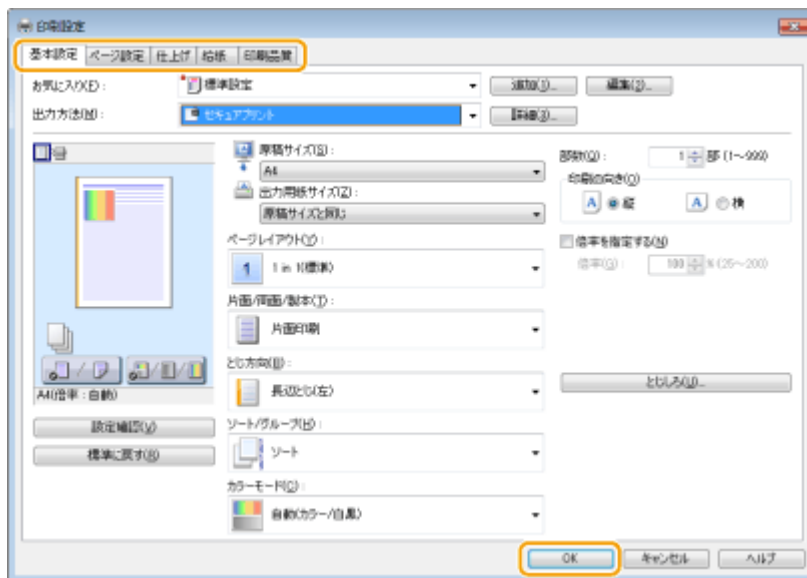 印刷設定
基本設定 ページ設定 仕上げ 給紙 印刷品質
お気に入り(E): 標準設定 追加(1)... 編集(2)...
出力方法(M): セキュアプリント 詳細(3)...
原稿サイズ(S):
A4
出力用紙サイズ(Z):
原稿サイズと同じ
ページレイアウト(Y):
1 1 in 1(標準)
片面/両面/製本(T):
片面印刷
とじ方向(B):
長辺とじ(左)
ソート/グループ(H):
ソート
カラーモード(C):
自動(カラー/白黒)
A4(倍率:自動)
設定確認(V)
標準に戻す(R)
部数(Q): 1 部 (1~999)
印刷の向き(O)
A 縦 A 横
倍率を指定する(N)
倍率(G): 100 % (25~200)
とじしろ(U)...
OK キャンセル ヘルプ